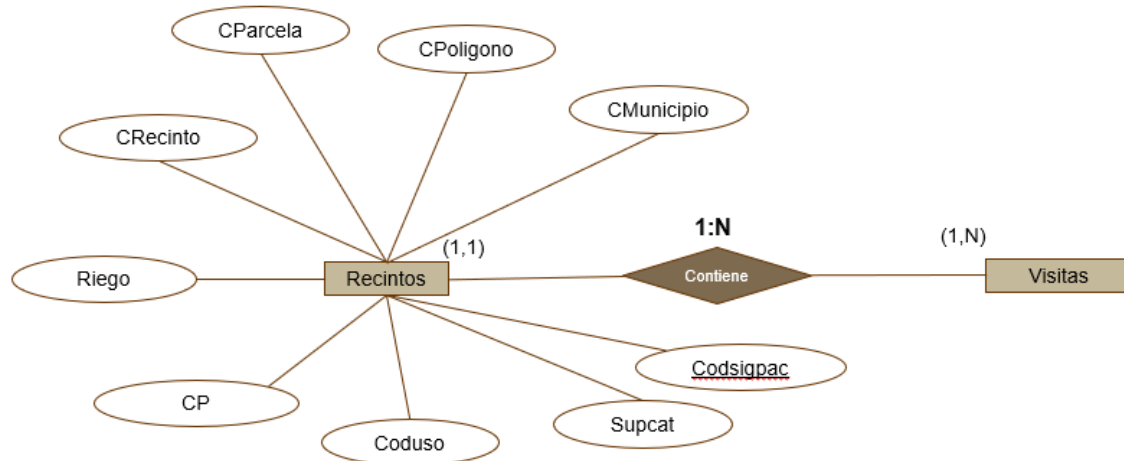 CParcela
CPoligono
CMunicipio
CRecinto
1:N
(1,1)
(1,N)
Riego
Recintos
Contiene
Visitas
Codsigpac
CP
Supcat
Coduso